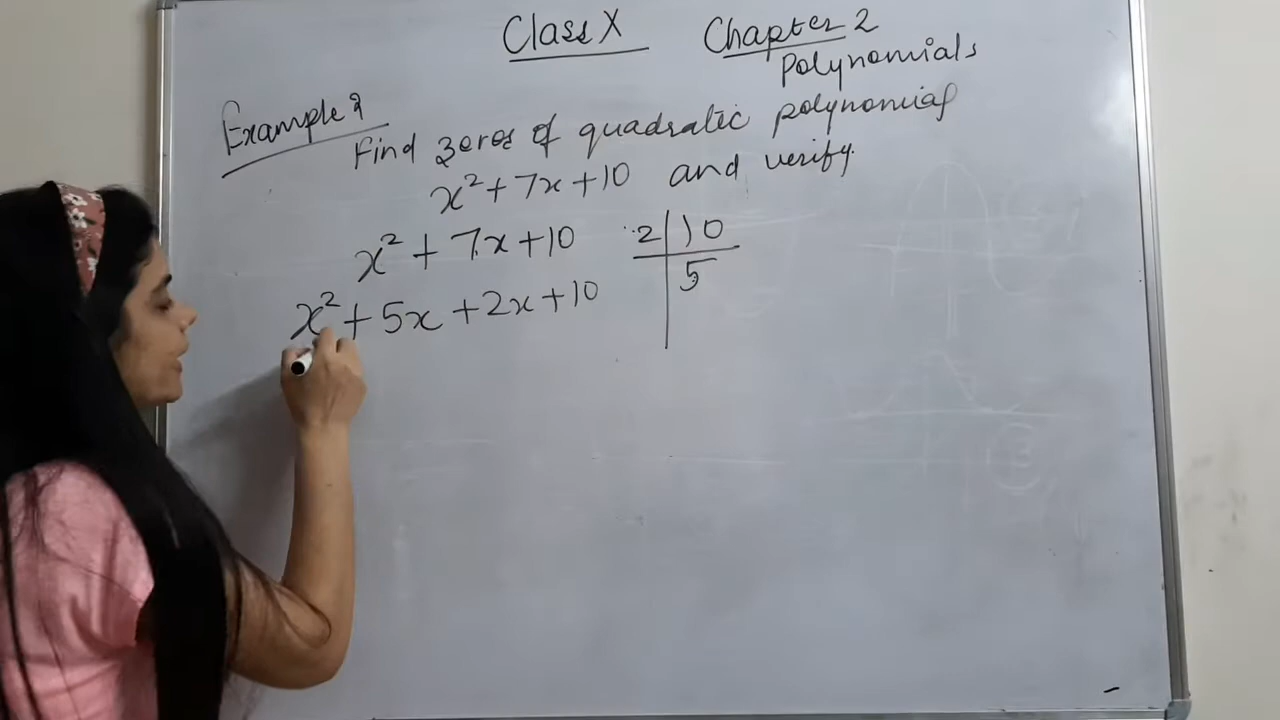 Class X Chapter 2
Polynomials
Example 2
Find zeros of quadratic polynomial
x² + 7x + 10 and verify.
x² + 7x + 10
2 | 10
5
x² + 5x + 2x + 10